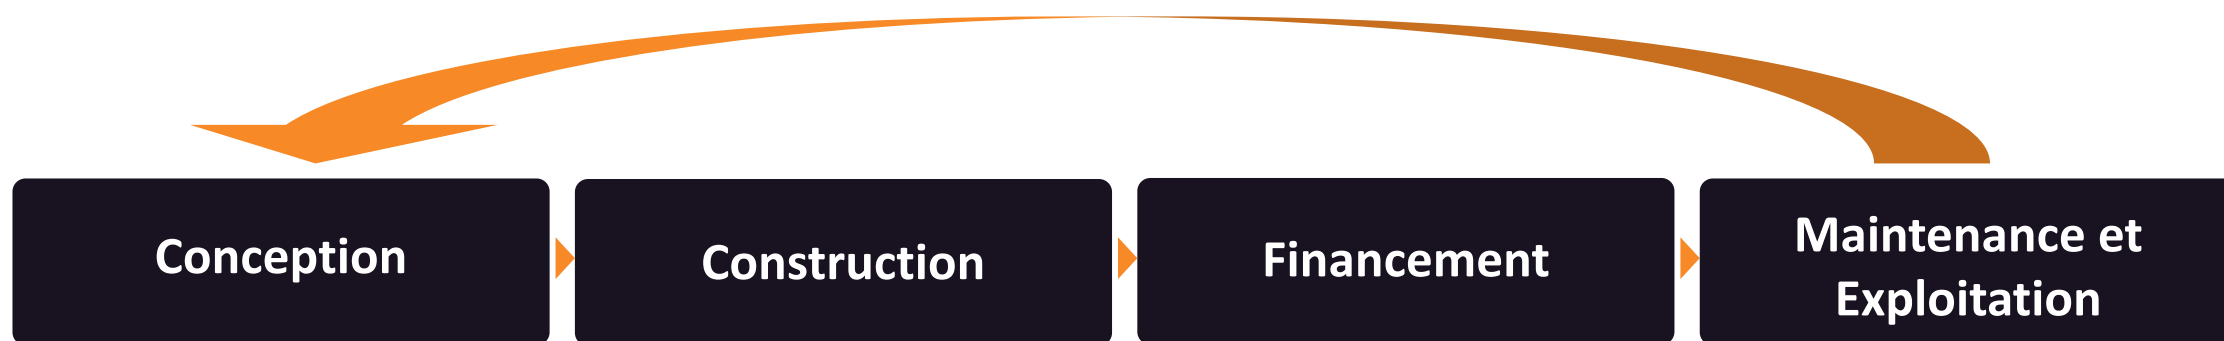 Conception
Construction
Financement
Maintenance et
Exploitation